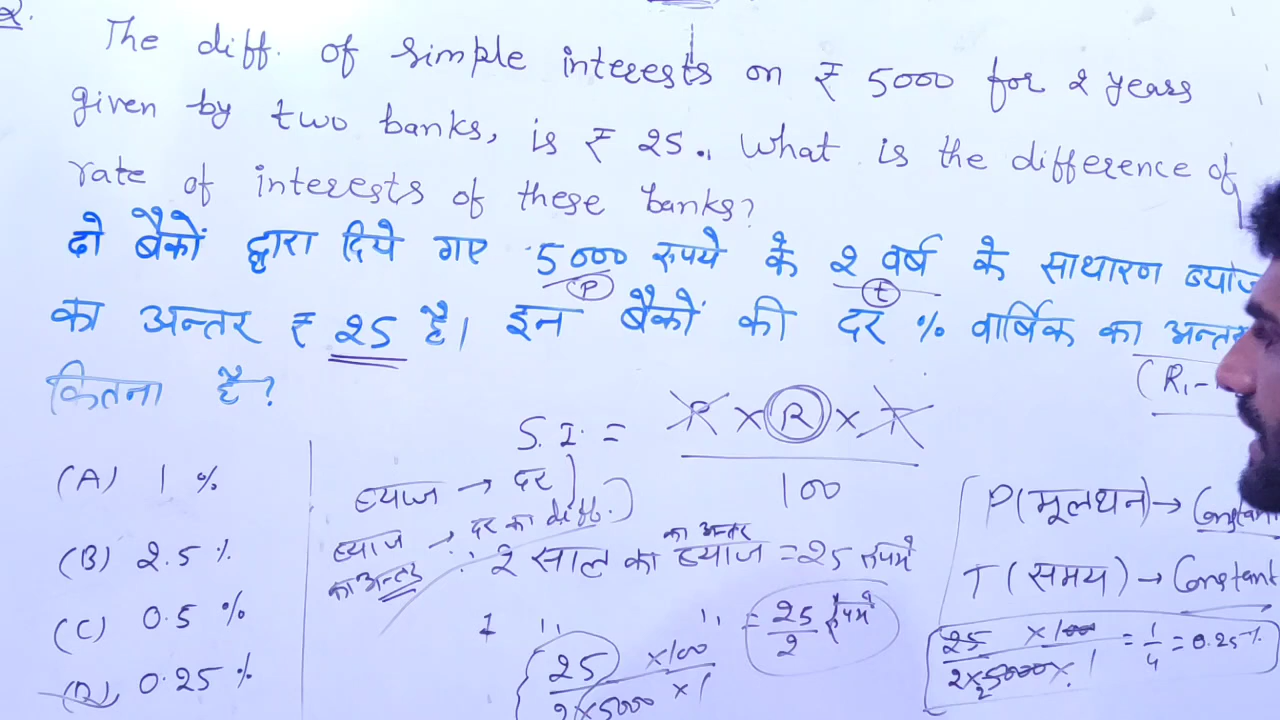 2.
The diff. of simple interests on ₹ 5000 for 2 years
given by two banks, is ₹ 25. What is the difference of
rate of interests of these banks?
दो बैंकों द्वारा दिये गए 5000 रुपये के 2 वर्ष के साधारण ब्याज
(P) (t)
का अन्तर ₹ 25 है। इन बैंकों की दर % वार्षिक का अन्तर
कितना है?
(R₁-
S.I. = P × R × T
100
(A) 1 %
(B) 2.5 %
(C) 0.5 %
(D) 0.25 %
ब्याज → दर
ब्याज का अन्तर → दर का diff.)
∴ 2 साल का ब्याज का अन्तर = 25 रुपये
1 " " = 25/2 रुपये
25 × 100
2 × 5000 × 1
P (मूलधन) → Constant
T (समय) → Constant
25 × 100 / 2 × 5000 × 1 = 1/4 = 0.25 %